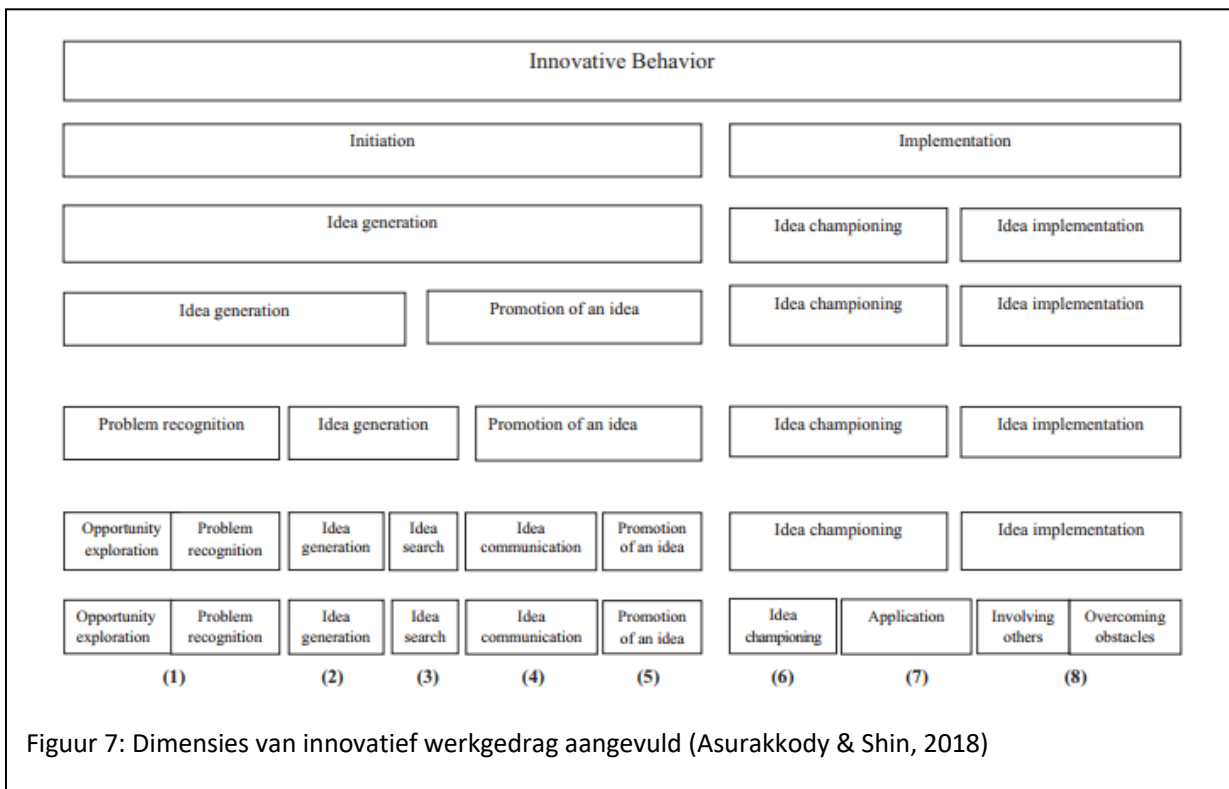 Innovative Behavior
Initiation
Implementation
Idea generation
Idea championing
Idea implementation
Idea generation
Promotion of an idea
Idea championing
Idea implementation
Problem recognition
Idea generation
Promotion of an idea
Idea championing
Idea implementation
Opportunity
exploration
Problem
recognition
Idea
generation
Idea
search
Idea
communication
Promotion
of an idea
Idea championing
Idea implementation
Opportunity
exploration
Problem
recognition
Idea
generation
Idea
search
Idea
communication
Promotion
of an idea
Idea
championing
Application
Involving
others
Overcoming
obstacles
(1)
(2)
(3)
(4)
(5)
(6)
(7)
(8)
Figuur 7: Dimensies van innovatief werkgedrag aangevuld (Asurakkody & Shin, 2018)